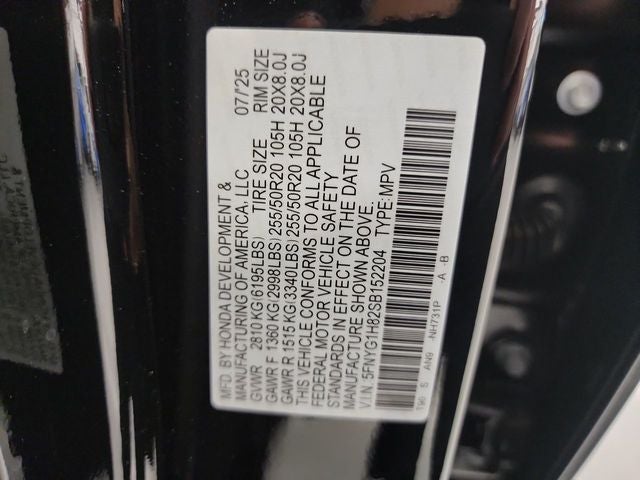 MFD BY HONDA DEVELOPMENT &
MANUFACTURING OF AMERICA, LLC 07/'25
GVWR 2810 KG(6195LBS) TIRE SIZE RIM SIZE
GAWR F 1360 KG(2998LBS)255/50R20 105H 20X8.0J
GAWR R 1515 KG(3340LBS)255/50R20 105H 20X8.0J
THIS VEHICLE CONFORMS TO ALL APPLICABLE
FEDERAL MOTOR VEHICLE SAFETY
STANDARDS IN EFFECT ON THE DATE OF
MANUFACTURE SHOWN ABOVE.
V.I.N.: 5FNYG1H82SB152204 TYPE:MPV
T90 S AN9 -NH731P -A -B